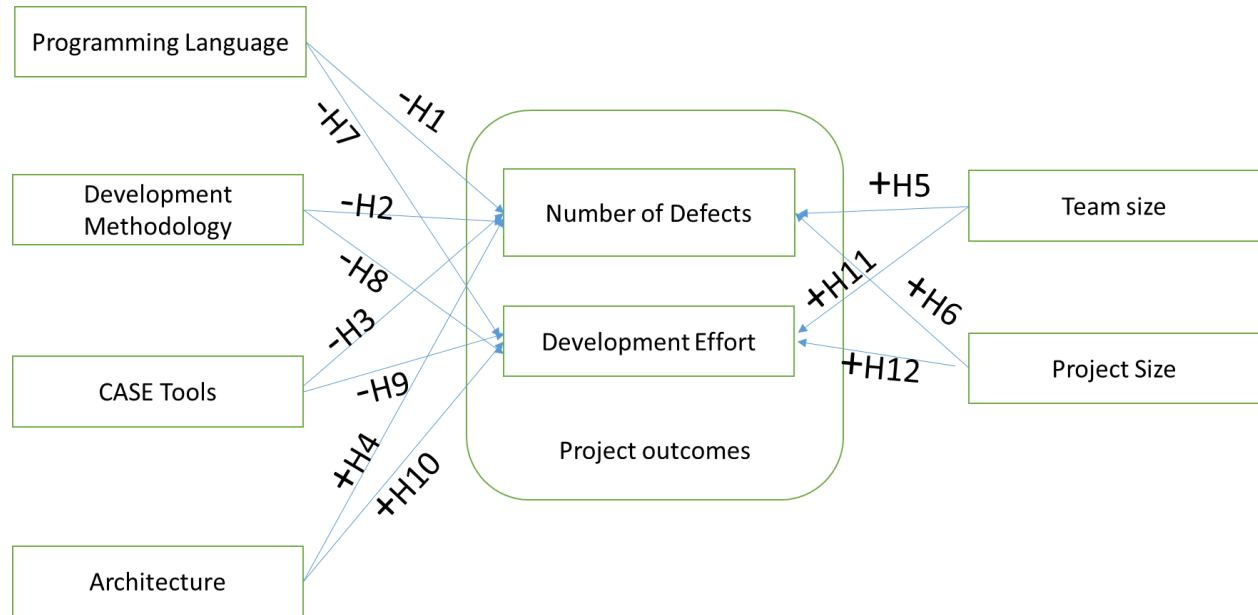 Programming Language
-H1
-H7
Development
Methodology
-H2
-H8
CASE Tools
-H3
-H9
Architecture
+H4
+H10
Number of Defects
Development Effort
Project outcomes
+H5
+H11
+H6
+H12
Team size
Project Size